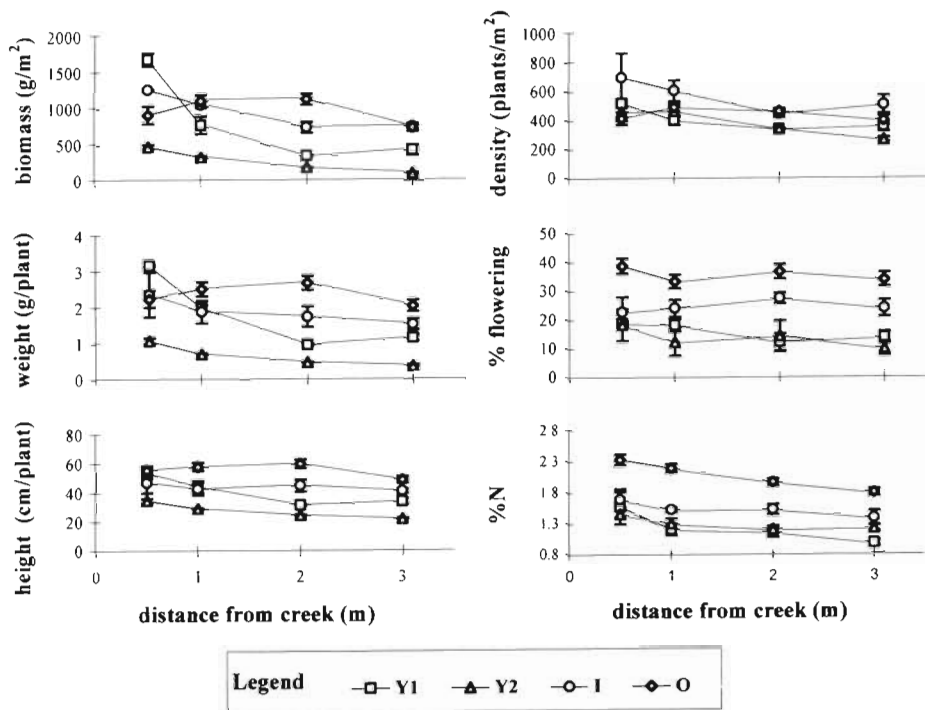 biomass (g/m²)
2000
1500
1000
500
0
density (plants/m²)
1000
800
600
400
200
0
weight (g/plant)
4
3
2
1
0
% flowering
50
40
30
20
10
0
height (cm/plant)
80
60
40
20
0
0 1 2 3
distance from creek (m)
%N
2.8
2.3
1.8
1.3
0.8
0 1 2 3
distance from creek (m)
Legend Y1 Y2 I O